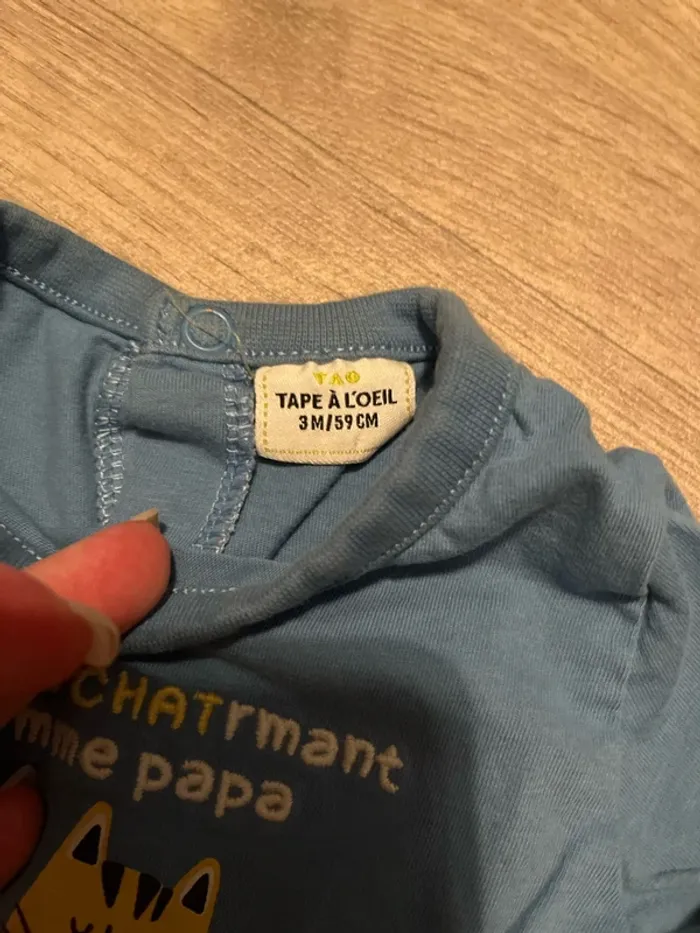 TAO
TAPE À L'OEIL
3M/59CM
CHATrmant
mme papa